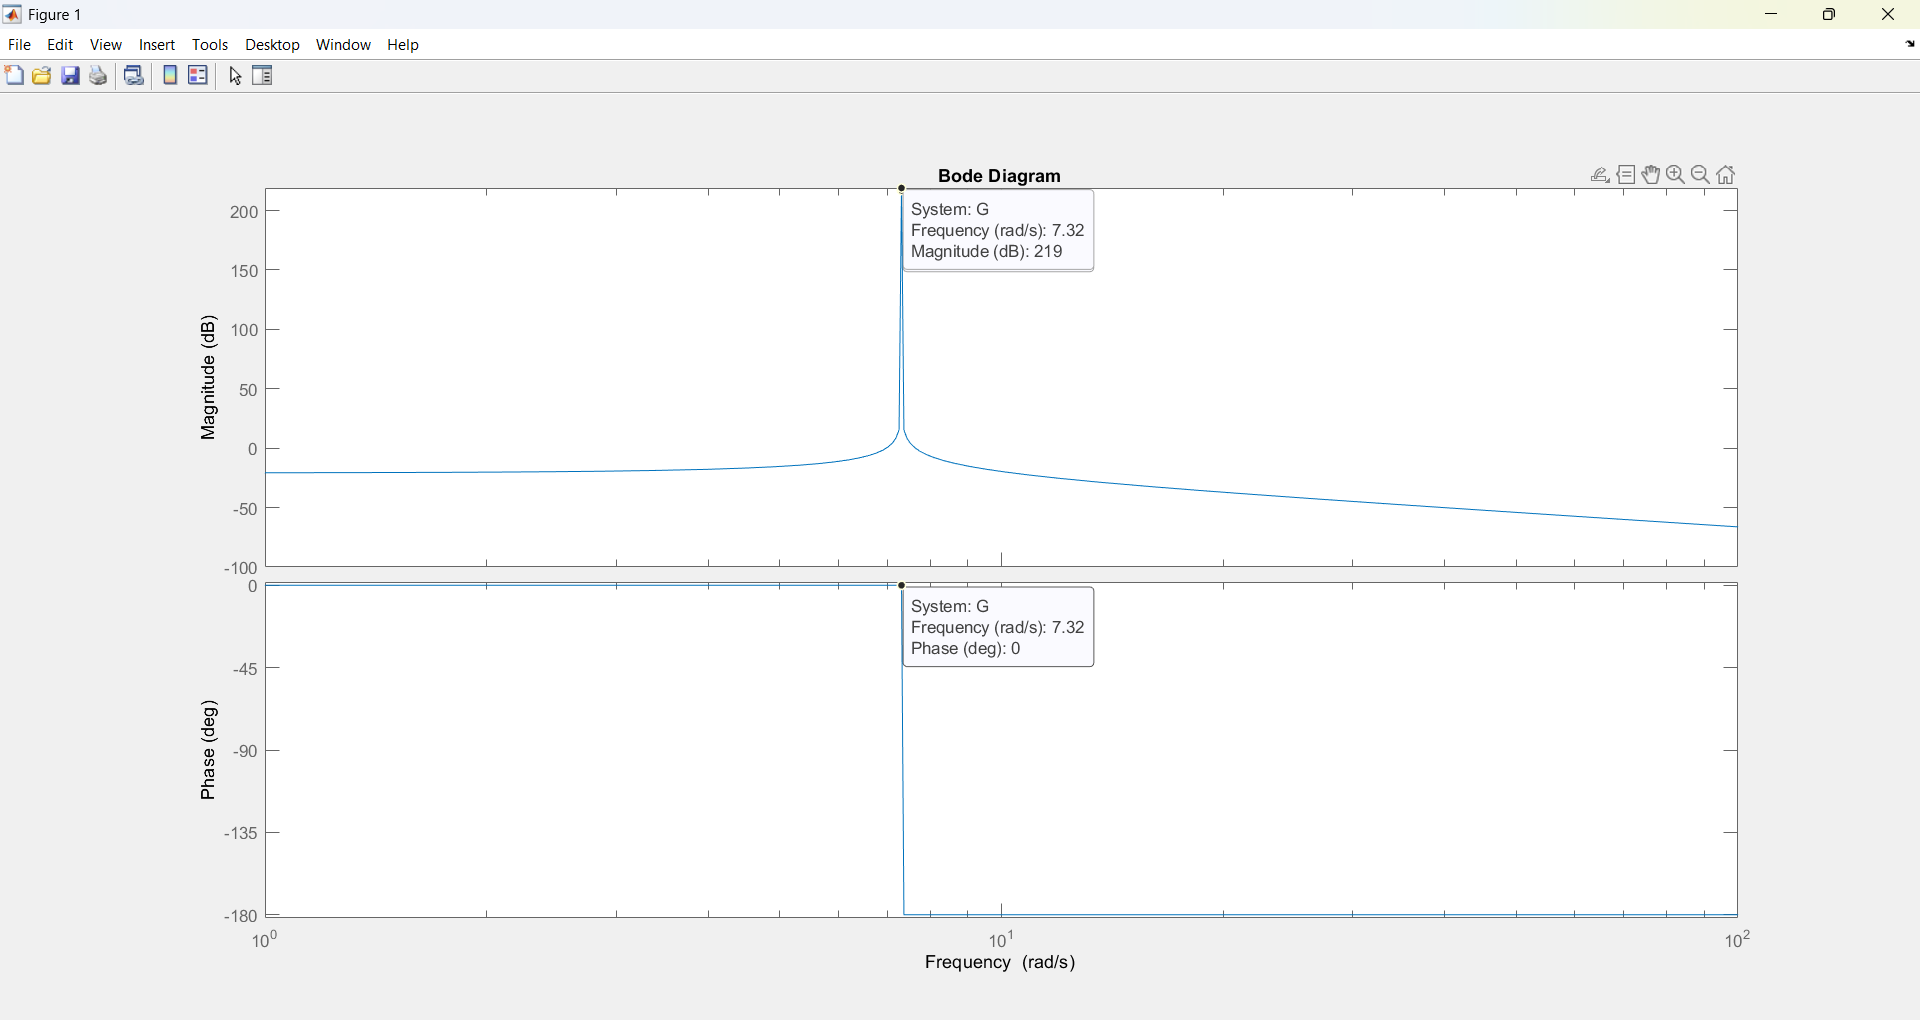 Figure 1
File Edit View Insert Tools Desktop Window Help
Bode Diagram
System: G
Frequency (rad/s): 7.32
Magnitude (dB): 219
Magnitude (dB)
200
150
100
50
0
-50
-100
System: G
Frequency (rad/s): 7.32
Phase (deg): 0
Phase (deg)
0
-45
-90
-135
-180
10^0 10^1 10^2
Frequency (rad/s)